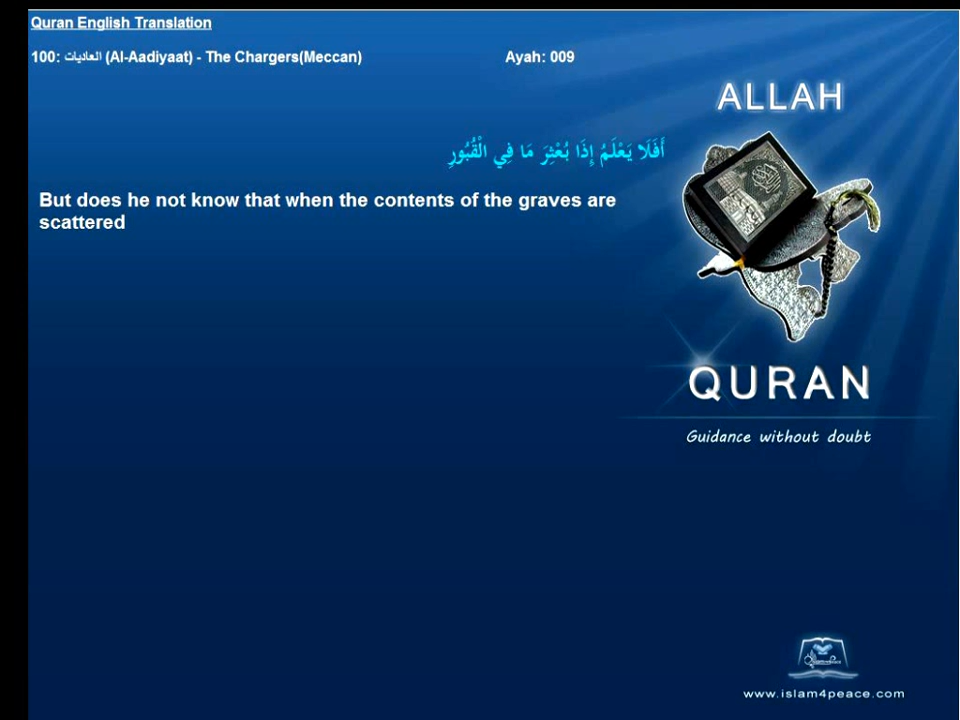 Quran English Translation
100: العاديات (Al-Aadiyaat) - The Chargers(Meccan) Ayah: 009
ALLAH
أَفَلَا يَعْلَمُ إِذَا بُعْثِرَ مَا فِي الْقُبُورِ
But does he not know that when the contents of the graves are
scattered
QURAN
Guidance without doubt
www.islam4peace.com